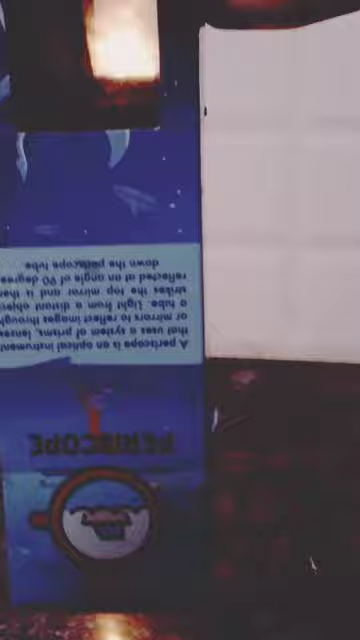 PERISCOPE
A periscope is an optical instrument
that uses a system of prisms, lenses
or mirrors to reflect images through
a tube. Light from a distant object
strikes the top mirror and is then
reflected at an angle of 90 degrees
down the periscope tube